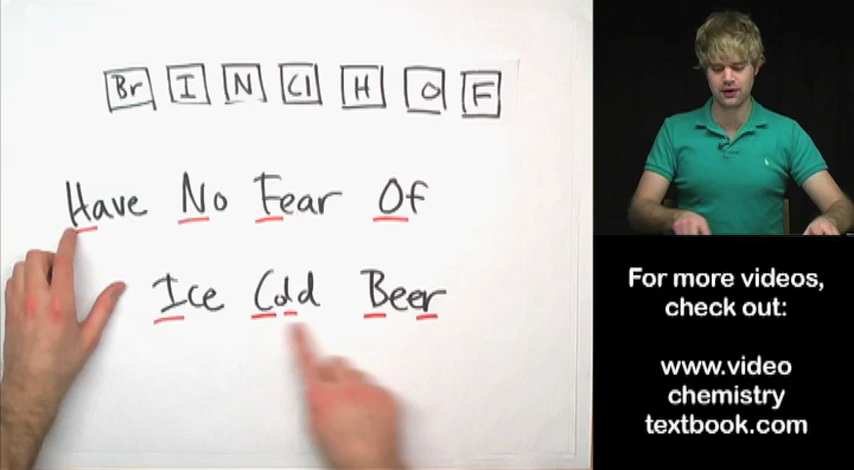 Br I N Cl H O F
Have No Fear Of
Ice Cold Beer
For more videos,
check out:
www.video
chemistry
textbook.com